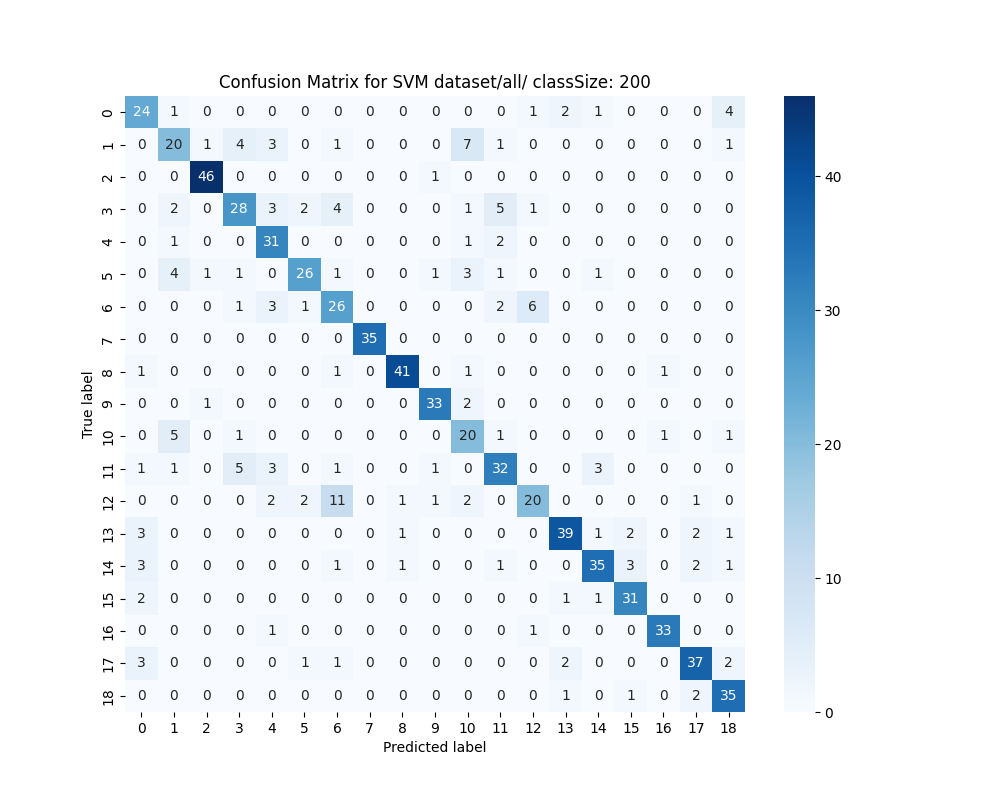 Confusion Matrix for SVM dataset/all/ classSize: 200
0 24 1 0 0 0 0 0 0 0 0 0 0 1 2 1 0 0 0 4
1 0 20 1 4 3 0 1 0 0 0 7 1 0 0 0 0 0 0 1
2 0 0 46 0 0 0 0 0 0 1 0 0 0 0 0 0 0 0 0
3 0 2 0 28 3 2 4 0 0 0 1 5 1 0 0 0 0 0 0
4 0 1 0 0 31 0 0 0 0 0 1 2 0 0 0 0 0 0 0
5 0 4 1 1 0 26 1 0 0 1 3 1 0 0 1 0 0 0 0
6 0 0 0 1 3 1 26 0 0 0 0 2 6 0 0 0 0 0 0
7 0 0 0 0 0 0 0 35 0 0 0 0 0 0 0 0 0 0 0
8 1 0 0 0 0 0 1 0 41 0 1 0 0 0 0 0 1 0 0
9 0 0 1 0 0 0 0 0 0 33 2 0 0 0 0 0 0 0 0
10 0 5 0 1 0 0 0 0 0 0 20 1 0 0 0 0 1 0 1
11 1 1 0 5 3 0 1 0 0 1 0 32 0 0 3 0 0 0 0
12 0 0 0 0 2 2 11 0 1 1 2 0 20 0 0 0 0 1 0
13 3 0 0 0 0 0 0 0 1 0 0 0 0 39 1 2 0 2 1
14 3 0 0 0 0 0 1 0 1 0 0 1 0 0 35 3 0 2 1
15 2 0 0 0 0 0 0 0 0 0 0 0 0 1 1 31 0 0 0
16 0 0 0 0 1 0 0 0 0 0 0 0 1 0 0 0 33 0 0
17 3 0 0 0 0 1 1 0 0 0 0 0 0 2 0 0 0 37 2
18 0 0 0 0 0 0 0 0 0 0 0 0 0 1 0 1 0 2 35
0 1 2 3 4 5 6 7 8 9 10 11 12 13 14 15 16 17 18
Predicted label
True label
40
30
20
10
0